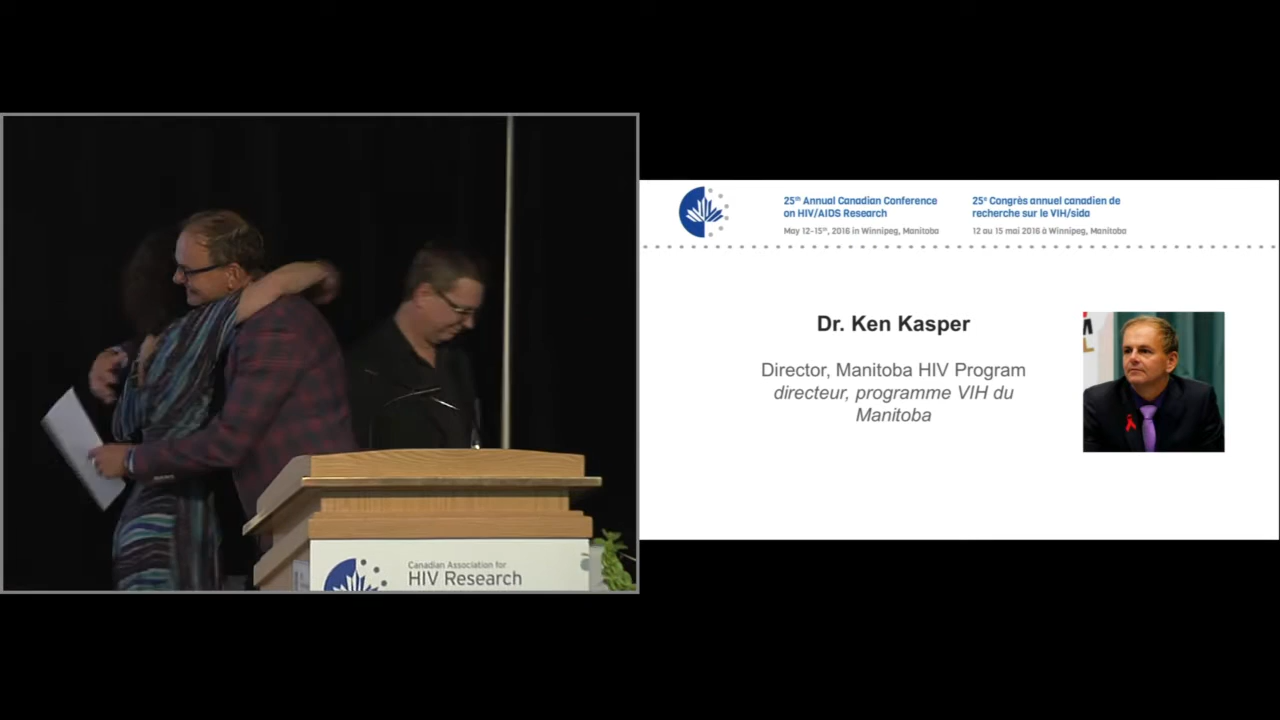 25th Annual Canadian Conference
on HIV/AIDS Research
May 12-15th, 2016 in Winnipeg, Manitoba
25e Congrès annuel canadien de
recherche sur le VIH/sida
12 au 15 mai 2016 à Winnipeg, Manitoba
Dr. Ken Kasper
Director, Manitoba HIV Program
directeur, programme VIH du
Manitoba
Canadian Association for
HIV Research